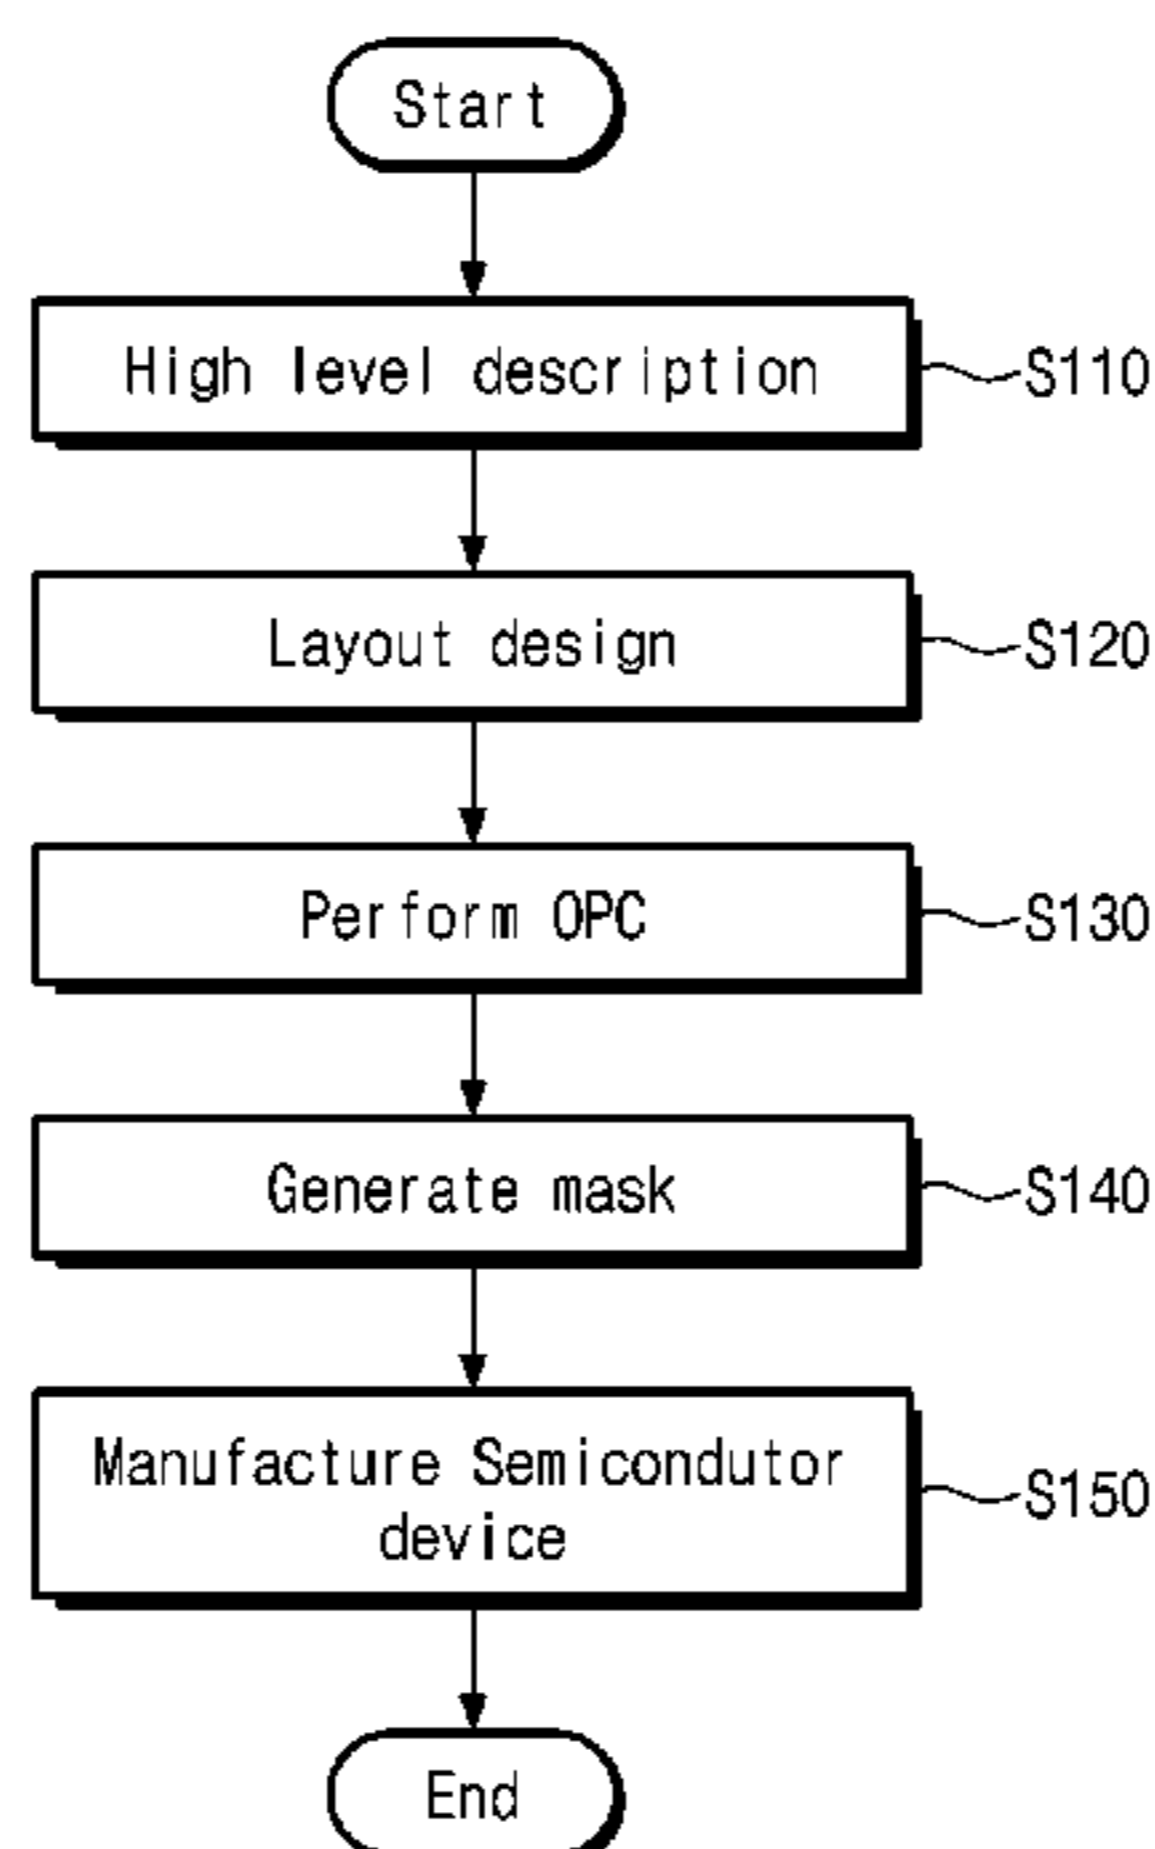 Start
High level description
S110
Layout design
S120
Perform OPC
S130
Generate mask
S140
Manufacture Semicondutor
device
S150
End